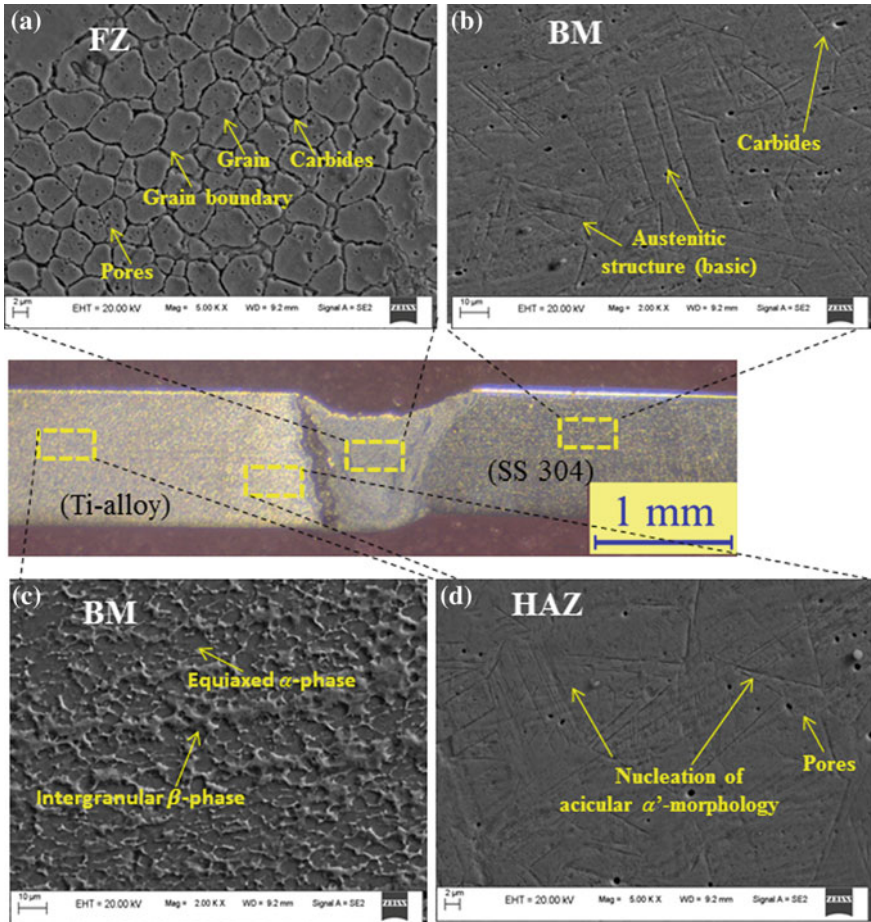 (a)
FZ
Grain
Carbides
Grain boundary
Pores
2 µm
EHT = 20.00 kV
Mag = 5.00 K X
WD = 9.2 mm
Signal A = SE2
ZEISS
(b)
BM
Carbides
Austenitic
structure (basic)
10 µm
EHT = 20.00 kV
Mag = 2.00 K X
WD = 9.2 mm
Signal A = SE2
ZEISS
(Ti-alloy)
(SS 304)
1 mm
(c)
BM
Equiaxed α-phase
Intergranular β-phase
10 µm
EHT = 20.00 kV
Mag = 2.00 K X
WD = 9.2 mm
Signal A = SE2
ZEISS
(d)
HAZ
Pores
Nucleation of
acicular α’-morphology
2 µm
EHT = 20.00 kV
Mag = 5.00 K X
WD = 9.2 mm
Signal A = SE2
ZEISS